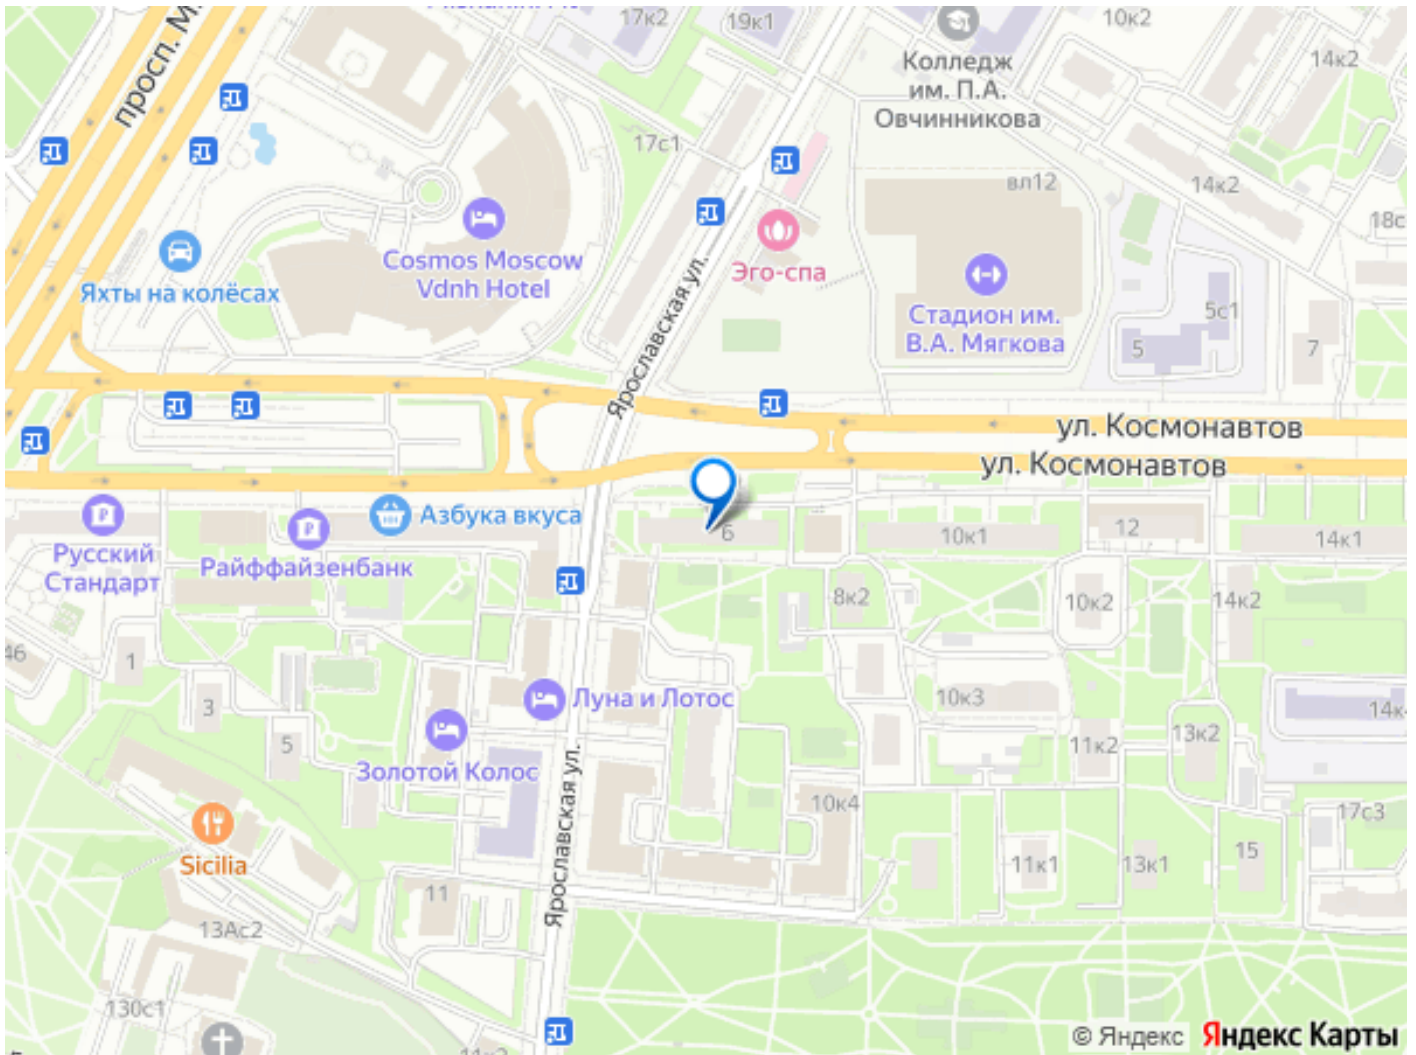 17к2
19к1
10к2
14к2
Колледж
им. П.А.
Овчинникова
просп. М
17с1
вл12
14к2
18с
Cosmos Moscow
Vdnh Hotel
Эго-спа
Яхты на колёсах
Стадион им.
В.А. Мягкова
5с1
5
7
Ярославская ул.
ул. Космонавтов
ул. Космонавтов
Азбука вкуса
Русский
Стандарт
Райффайзенбанк
6
10к1
12
14к1
8к2
10к2
14к2
46
1
3
5
Луна и Лотос
10к3
14к
11к2
13к2
Золотой Колос
Ярославская ул.
10к4
17с3
Sicilia
11к1
13к1
15
11
13Ас2
130с1
© Яндекс
Яндекс Карты